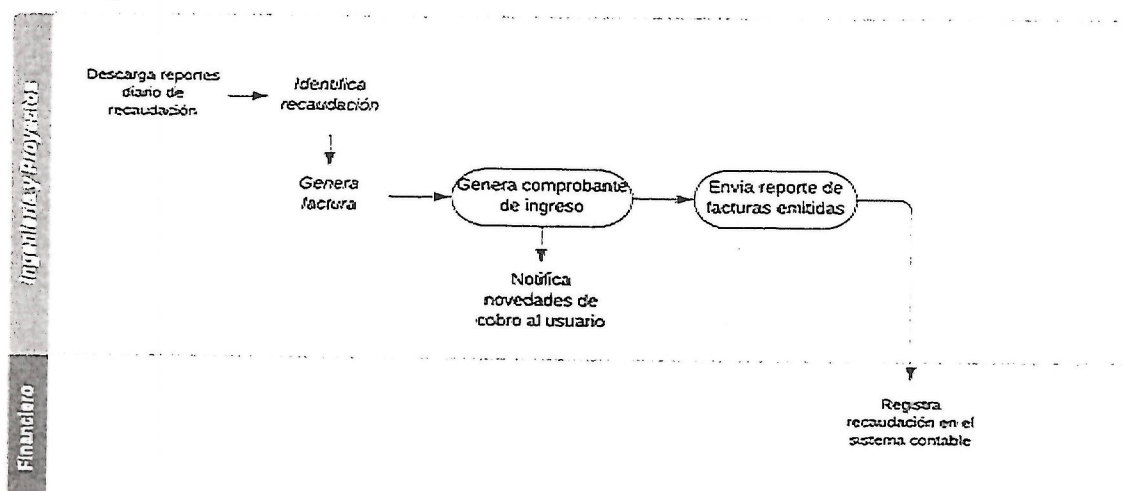 Descarga reportes
diario de
recaudación
Identifica
recaudación
Genera
factura
Genera comprobante
de ingreso
Envia reporte de
facturas emitidas
Notifica
novedades de
cobro al usuario
Financiero
Registra
recaudación en el
sistema contable